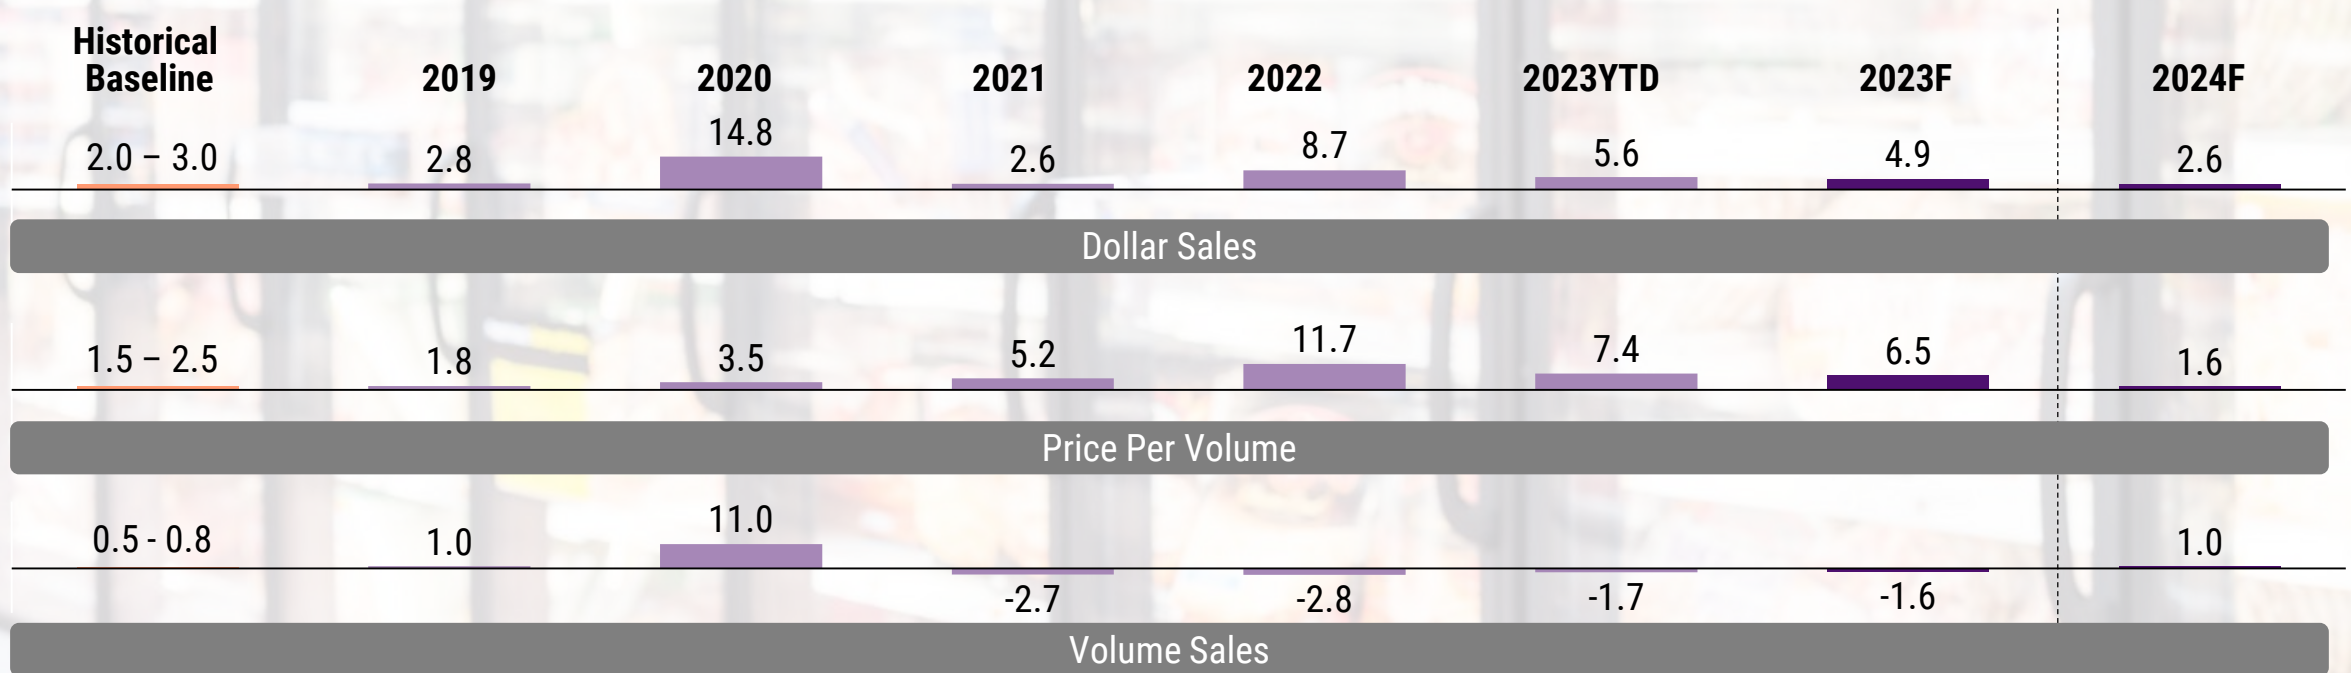 Historical
Baseline
2019 2020 2021 2022 2023YTD 2023F 2024F
2.0 – 3.0 2.8 14.8 2.6 8.7 5.6 4.9 2.6
Dollar Sales
1.5 – 2.5 1.8 3.5 5.2 11.7 7.4 6.5 1.6
Price Per Volume
0.5 - 0.8 1.0 11.0 -2.7 -2.8 -1.7 -1.6 1.0
Volume Sales